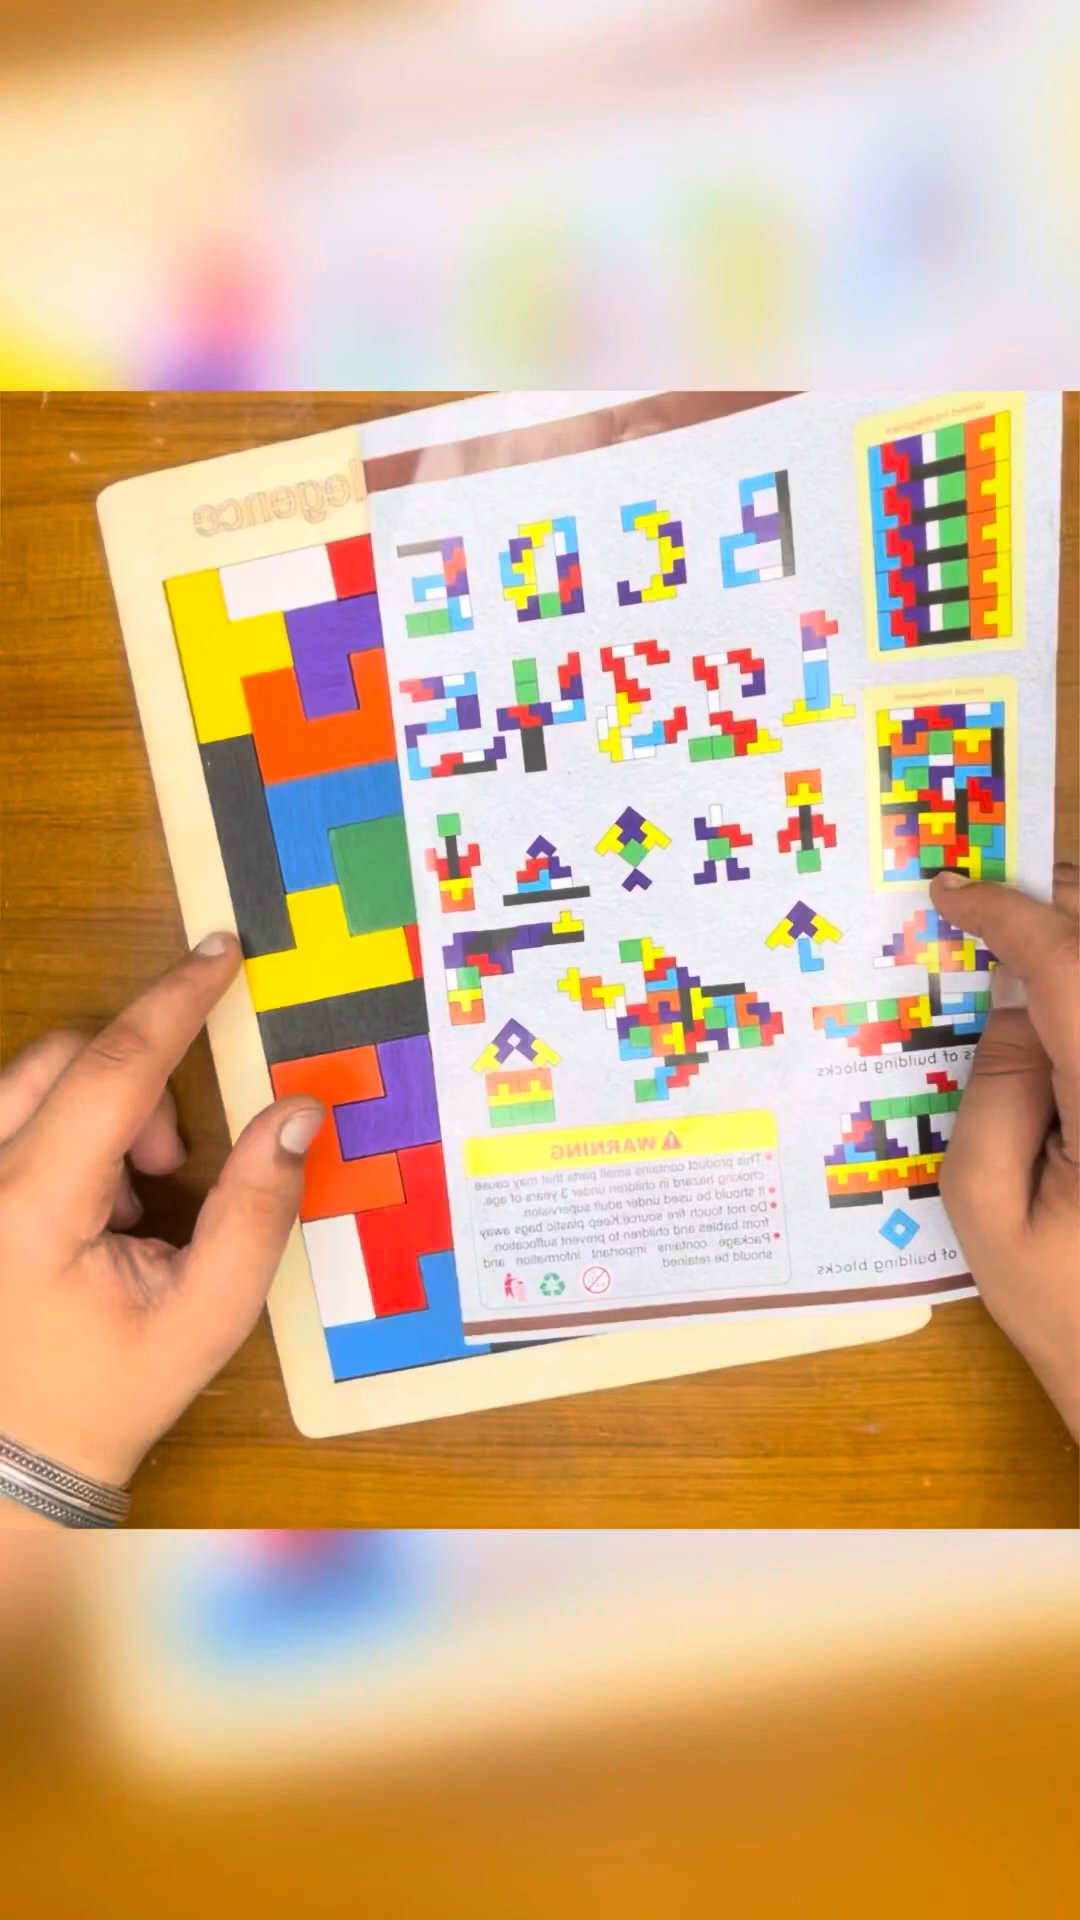 legence
of building blocks
of building blocks
WARNING
This product contains small parts that may cause
choking hazard in children under 3 years of age.
It should be used under adult supervision.
Do not touch fire source.Keep plastic bags away
from babies and children to prevent suffocation.
Package contains important information and
should be retained